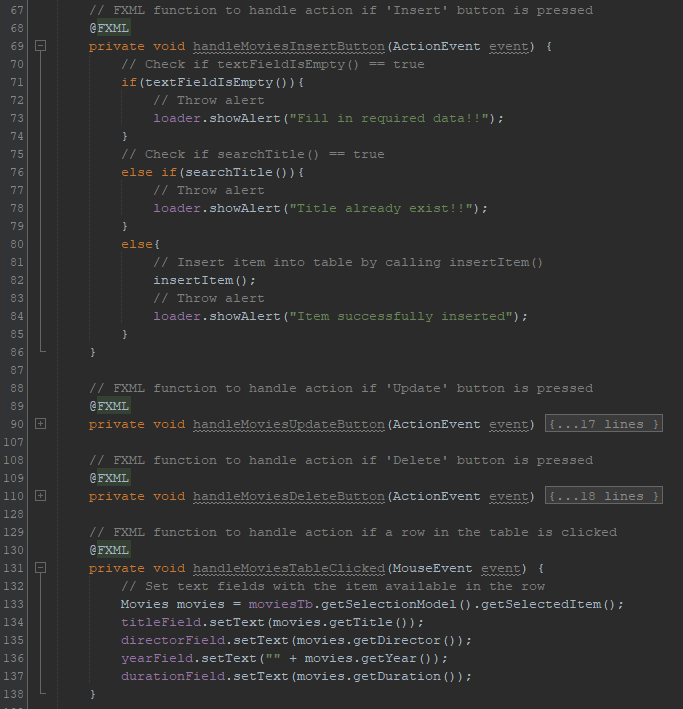 67 // FXML function to handle action if 'Insert' button is pressed
68 @FXML
69 private void handleMoviesInsertButton(ActionEvent event) {
70 // Check if textFieldIsEmpty() == true
71 if(textFieldIsEmpty()){
72 // Throw alert
73 loader.showAlert("Fill in required data!!");
74 }
75 // Check if searchTitle() == true
76 else if(searchTitle()){
77 // Throw alert
78 loader.showAlert("Title already exist!!");
79 }
80 else{
81 // Insert item into table by calling insertItem()
82 insertItem();
83 // Throw alert
84 loader.showAlert("Item successfully inserted");
85 }
86 }
87
88 // FXML function to handle action if 'Update' button is pressed
89 @FXML
90 private void handleMoviesUpdateButton(ActionEvent event) {...17 lines }
107
108 // FXML function to handle action if 'Delete' button is pressed
109 @FXML
110 private void handleMoviesDeleteButton(ActionEvent event) {...18 lines }
128
129 // FXML function to handle action if a row in the table is clicked
130 @FXML
131 private void handleMoviesTableClicked(MouseEvent event) {
132 // Set text fields with the item available in the row
133 Movies movies = moviesTb.getSelectionModel().getSelectedItem();
134 titleField.setText(movies.getTitle());
135 directorField.setText(movies.getDirector());
136 yearField.setText("" + movies.getYear());
137 durationField.setText(movies.getDuration());
138 }